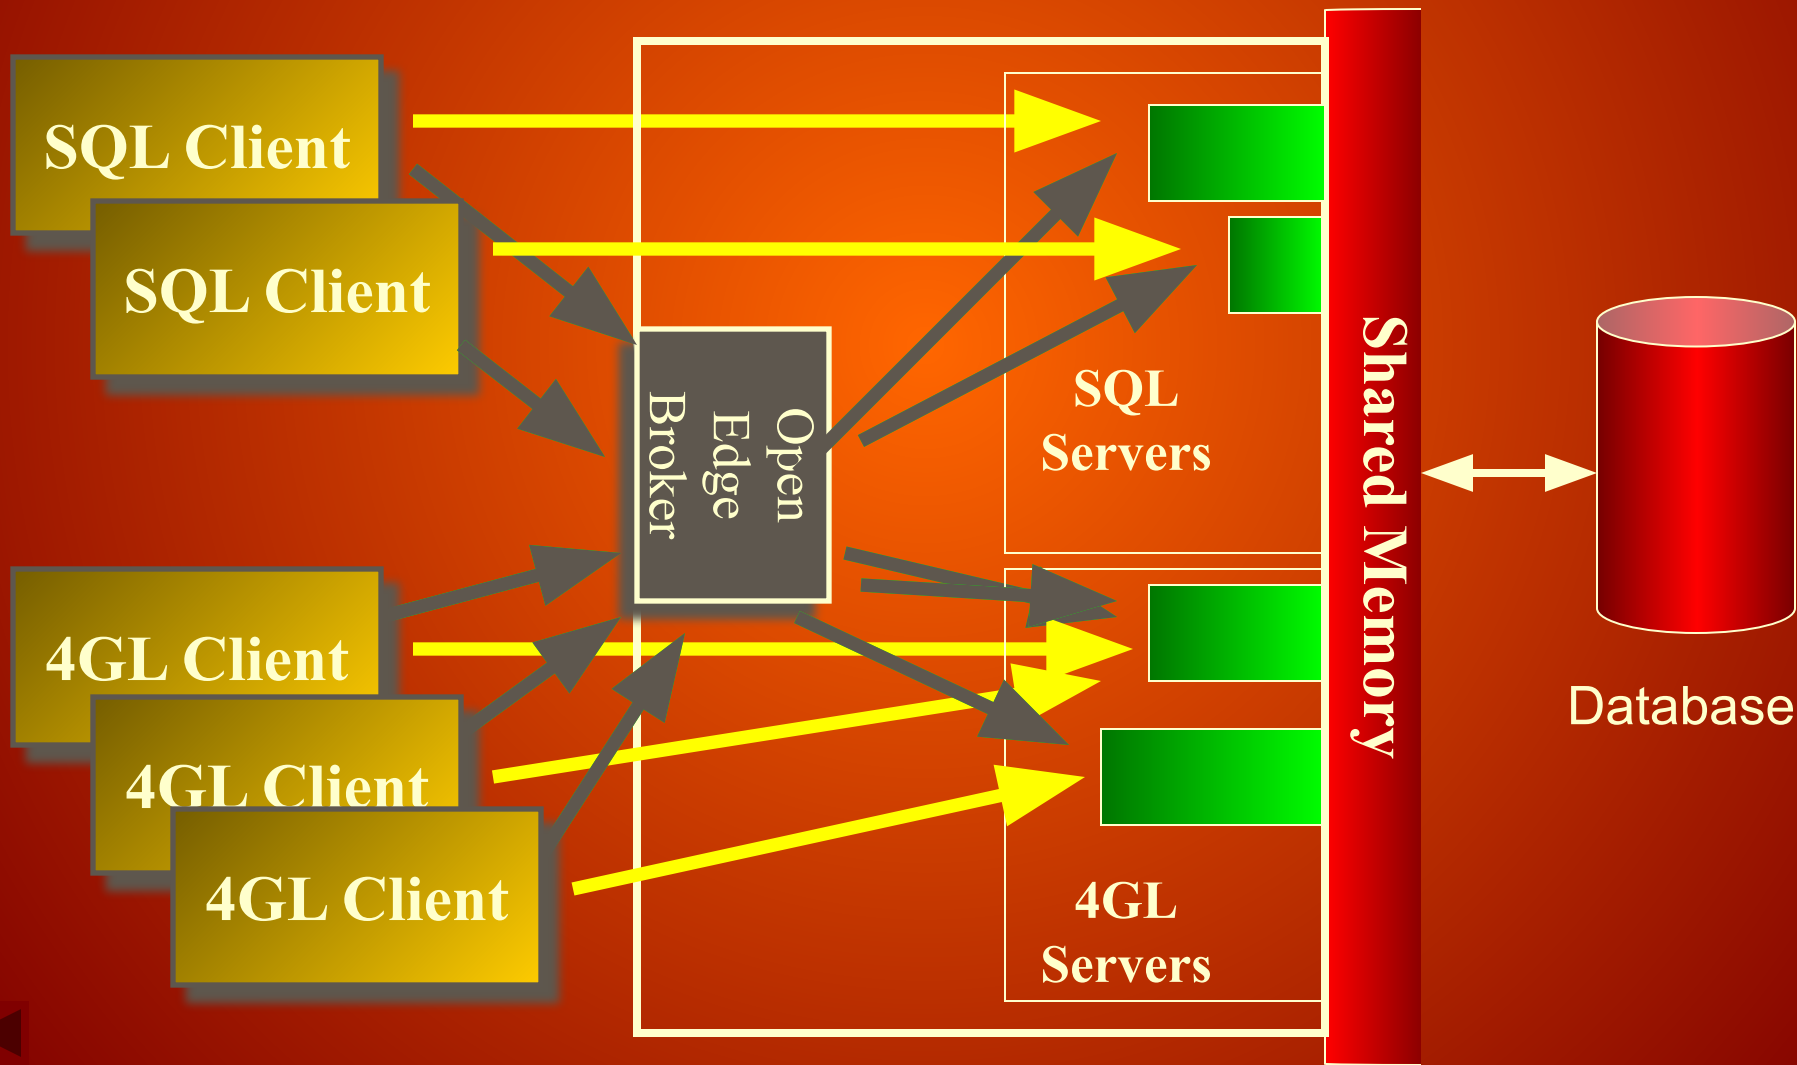 SQL Client
SQL Client
Open
Edge
Broker
SQL
Servers
Shared Memory
Database
4GL Client
4GL Client
4GL Client
4GL
Servers